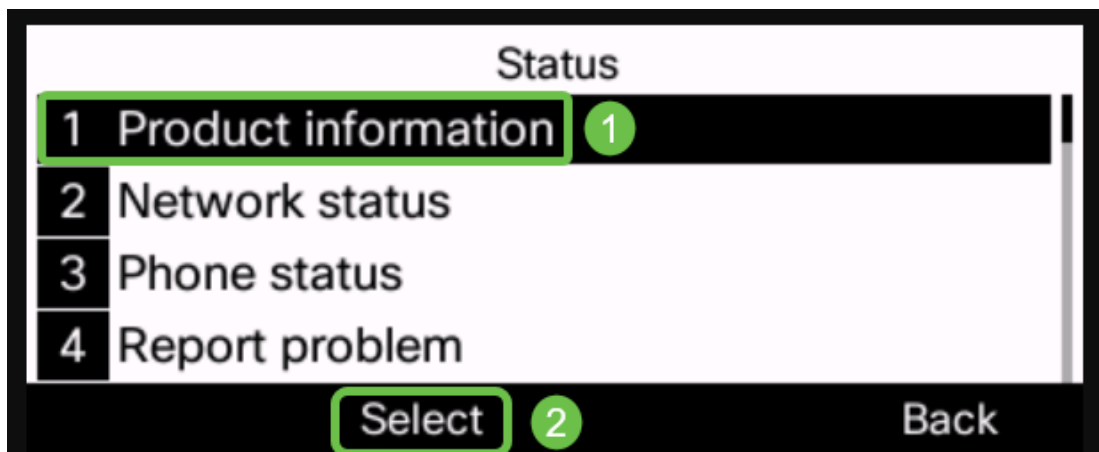 Status
1 Product information 1
2 Network status
3 Phone status
4 Report problem
Select 2 Back